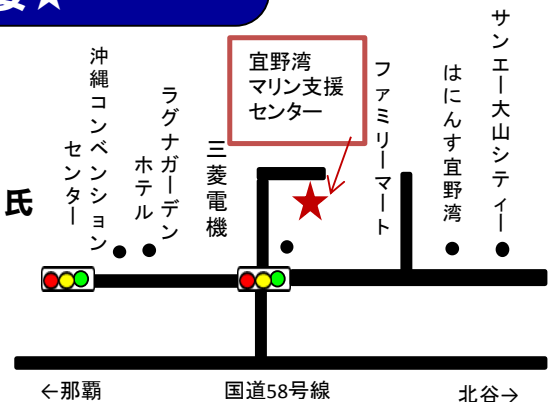 要★
沖縄コンベンション
センター
ラグナガーデン
ホテル
三菱電機
宜野湾
マリン支援
センター
ファミリーマート
はにんす宜野湾
サンエー大山シティー
氏
←那覇
国道58号線
北谷→